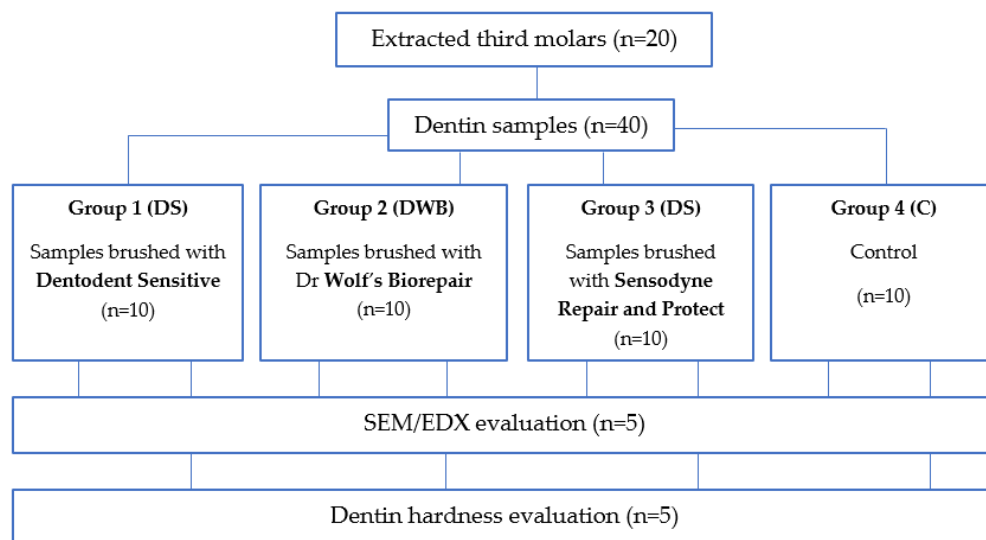 Extracted third molars (n=20)
Dentin samples (n=40)
Group 1 (DS)
Samples brushed with
Dentodent Sensitive
(n=10)
Group 2 (DWB)
Samples brushed with
Dr Wolf's Biorepair
(n=10)
Group 3 (DS)
Samples brushed
with Sensodyne
Repair and Protect
(n=10)
Group 4 (C)
Control
(n=10)
SEM/EDX evaluation (n=5)
Dentin hardness evaluation (n=5)